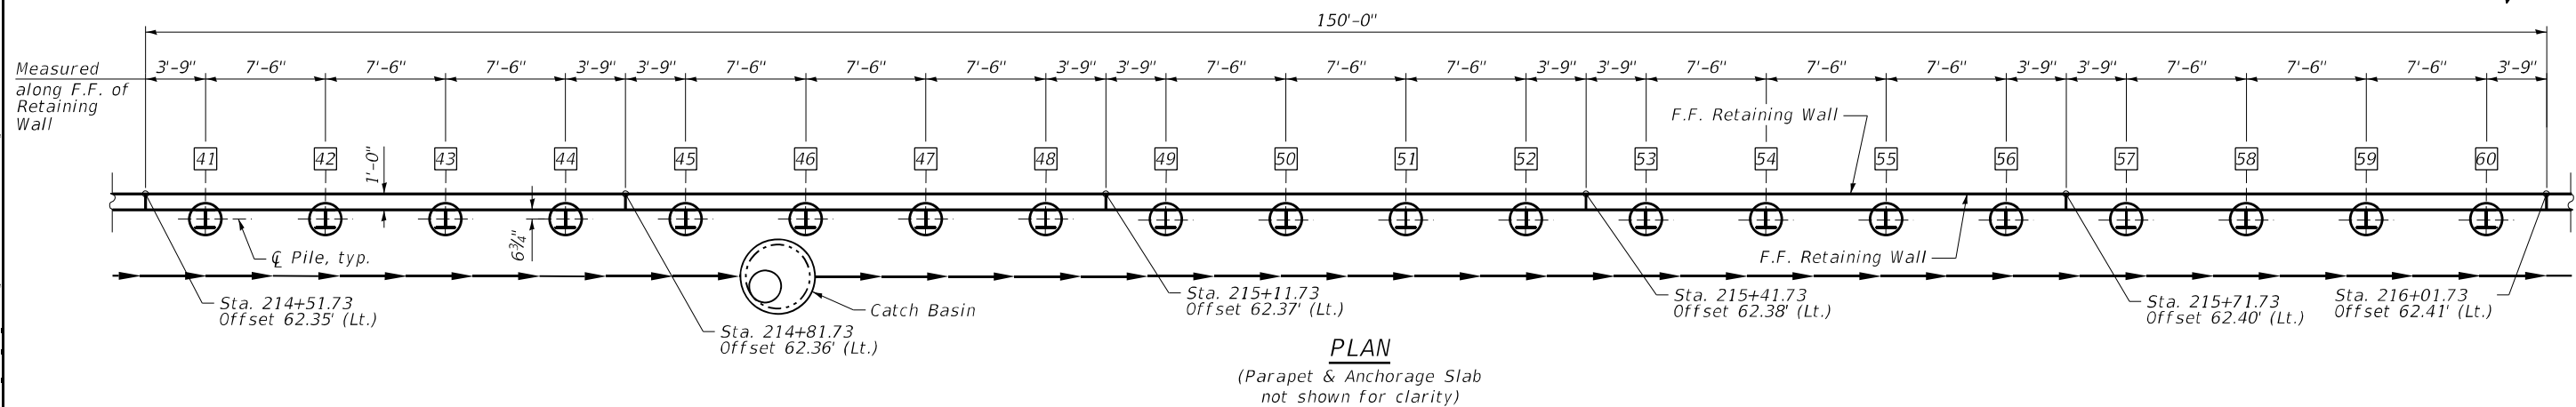 150'-0"
Measured
along F.F. of
Retaining
Wall
3'-9" 7'-6" 7'-6" 7'-6" 3'-9" 3'-9" 7'-6" 7'-6" 7'-6" 3'-9" 3'-9" 7'-6" 7'-6" 7'-6" 3'-9" 3'-9" 7'-6" 7'-6" 7'-6" 3'-9" 3'-9" 7'-6" 7'-6" 7'-6" 3'-9"
F.F. Retaining Wall
41 42 43 44 45 46 47 48 49 50 51 52 53 54 55 56 57 58 59 60
1'-0"
6¾"
℄ Pile, typ.
F.F. Retaining Wall
Sta. 214+51.73
Offset 62.35' (Lt.)
Sta. 214+81.73
Offset 62.36' (Lt.)
Catch Basin
Sta. 215+11.73
Offset 62.37' (Lt.)
Sta. 215+41.73
Offset 62.38' (Lt.)
Sta. 215+71.73
Offset 62.40' (Lt.)
Sta. 216+01.73
Offset 62.41' (Lt.)
PLAN
(Parapet & Anchorage Slab
not shown for clarity)